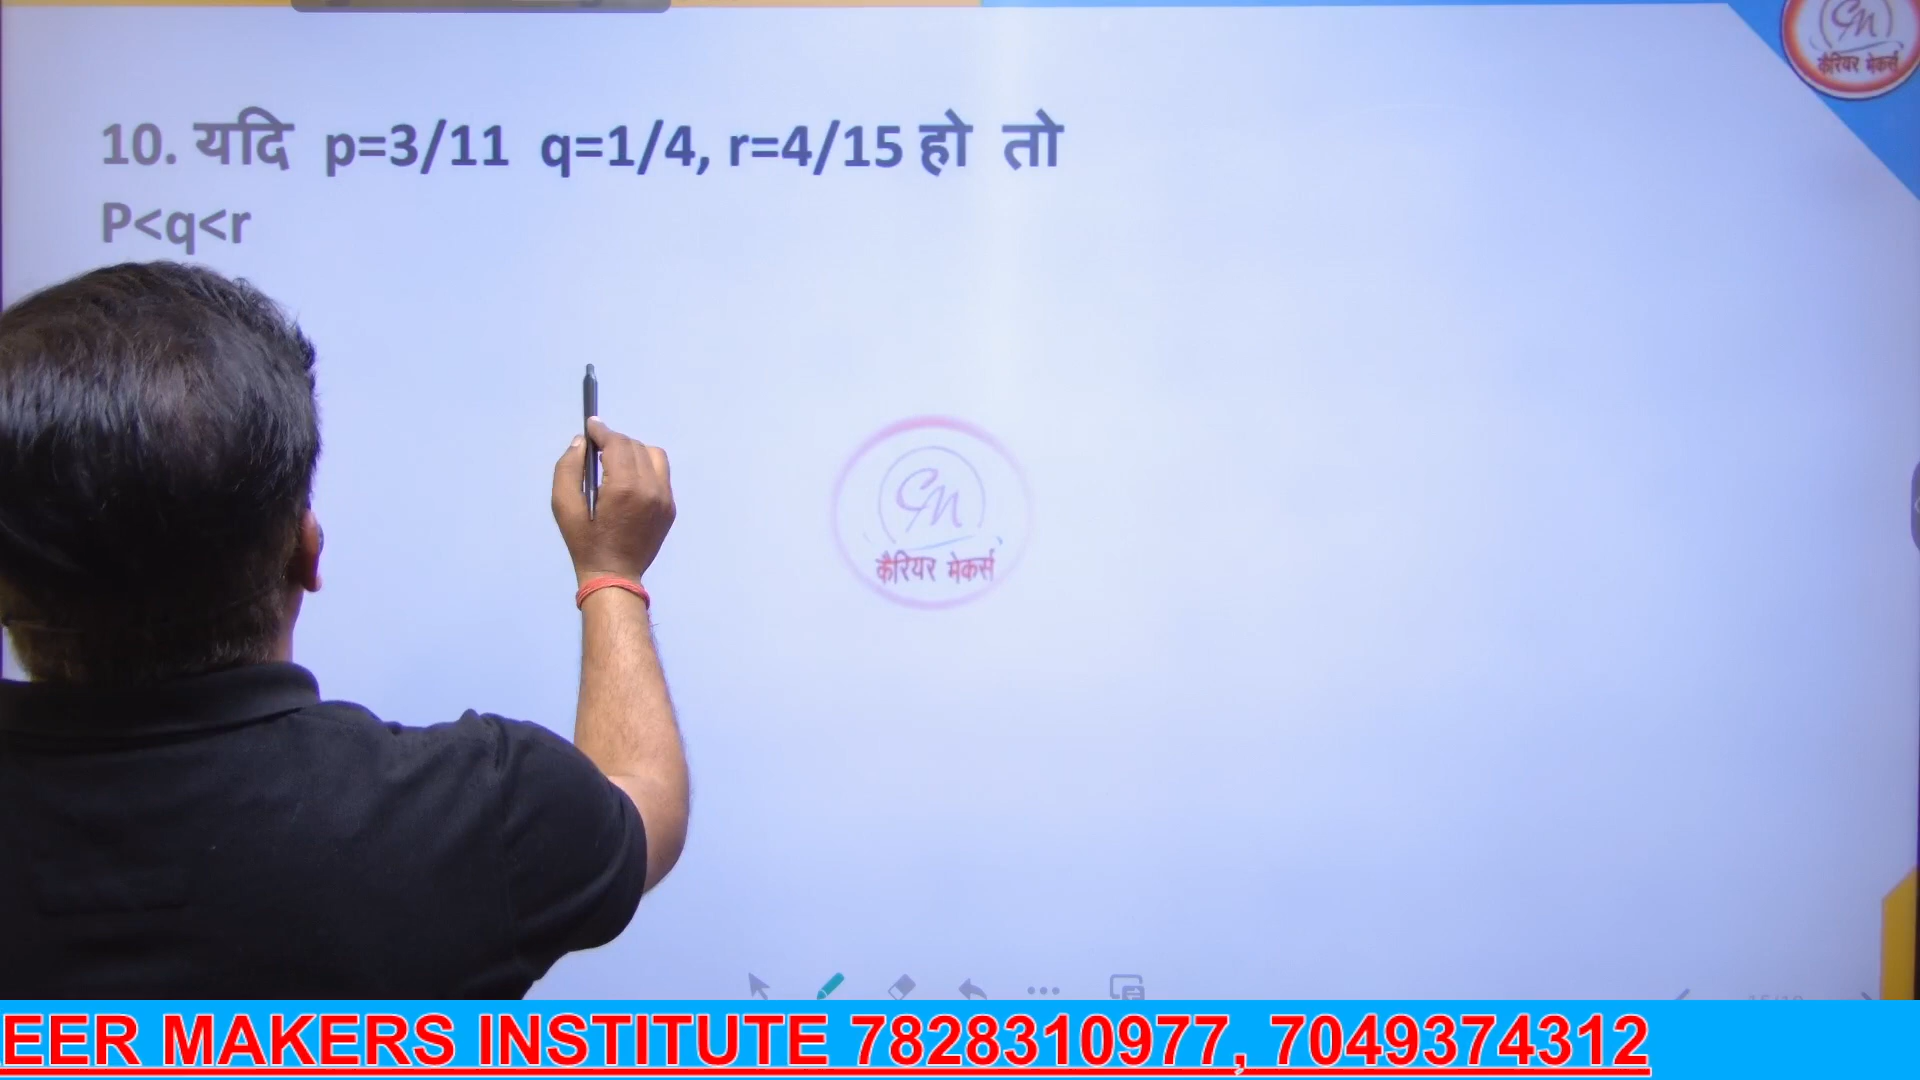 कैरियर मेकर्स
10. यदि p=3/11 q=1/4, r=4/15 हो तो
P<q<r
कैरियर मेकर्स
EER MAKERS INSTITUTE 7828310977, 7049374312